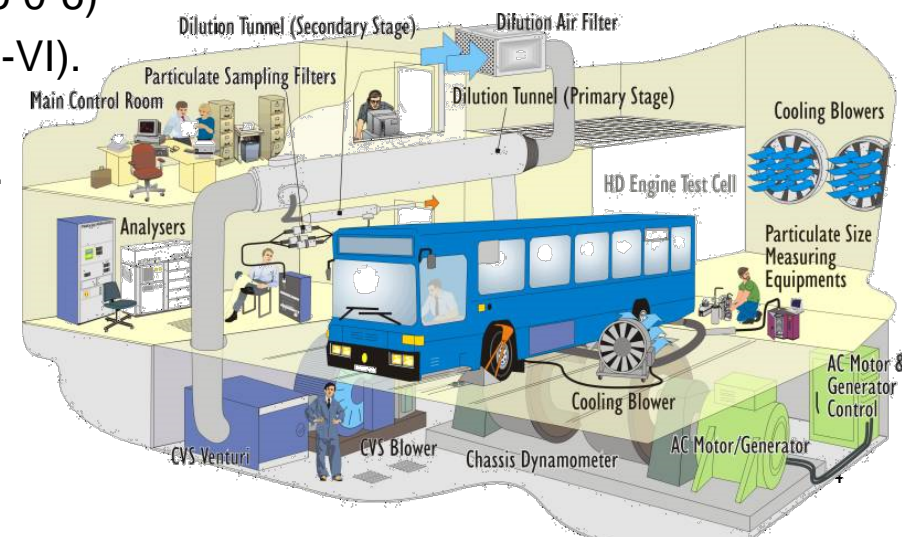 -VI).
Dilution Tunnel (Secondary Stage)
Dilution Air Filter
Particulate Sampling Filters
Main Control Room
Dilution Tunnel (Primary Stage)
Cooling Blowers
HD Engine Test Cell
Analysers
Particulate Size
Measuring
Equipments
AC Motor &
Generator
Control
Cooling Blower
AC Motor/Generator
CVS Venturi
CVS Blower
Chassis Dynamometer